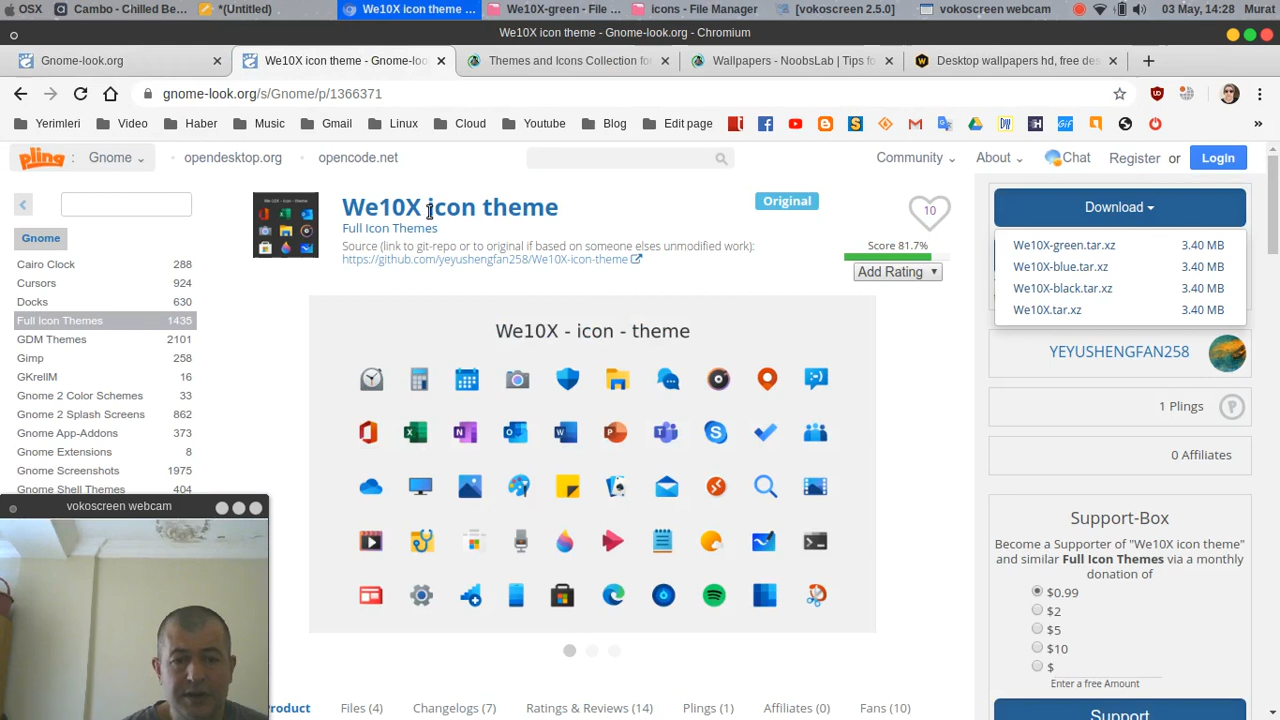 OSX
Cambo - Chilled Be...
*(Untitled)
We10X icon theme ...
We10X-green - File ...
icons - File Manager
[vokoscreen 2.5.0]
vokoscreen webcam
03 May, 14:28
Murat
We10X icon theme - Gnome-look.org - Chromium
Gnome-look.org
We10X icon theme - Gnome-loo
Themes and Icons Collection for
Wallpapers - NoobsLab | Tips fo
Desktop wallpapers hd, free des
gnome-look.org/s/Gnome/p/1366371
Yerimleri
Video
Haber
Music
Gmail
Linux
Cloud
Youtube
Blog
Edit page
pling
: Gnome
opendesktop.org
opencode.net
Community
About
Chat
Register or
Login
Gnome
Cairo Clock 288
Cursors 924
Docks 630
Full Icon Themes 1435
GDM Themes 2101
Gimp 258
GKrellM 16
Gnome 2 Color Schemes 33
Gnome 2 Splash Screens 862
Gnome App-Addons 373
Gnome Extensions 8
Gnome Screenshots 1975
Gnome Shell Themes 404
vokoscreen webcam
We10X icon theme
Full Icon Themes
Source (link to git-repo or to original if based on someone elses unmodified work):
https://github.com/yeyushengfan258/We10X-icon-theme
Original
10
Score 81.7%
Add Rating
We10X - icon - theme
Download
We10X-green.tar.xz 3.40 MB
We10X-blue.tar.xz 3.40 MB
We10X-black.tar.xz 3.40 MB
We10X.tar.xz 3.40 MB
YEYUSHENGFAN258
1 Plings
0 Affiliates
Support-Box
Become a Supporter of "We10X icon theme"
and similar Full Icon Themes via a monthly
donation of
$0.99
$2
$5
$10
$
Enter a free Amount
Support
Product
Files (4)
Changelogs (7)
Ratings & Reviews (14)
Plings (1)
Affiliates (0)
Fans (10)